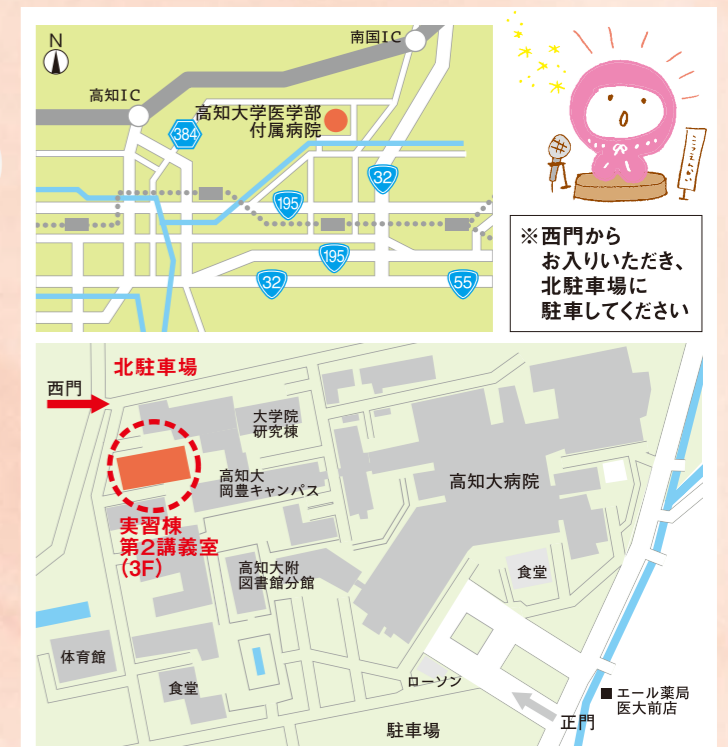 N
南国IC
高知IC
384
高知大学医学部
付属病院
32
195
195
32
55
※西門から
お入りいただき、
北駐車場に
駐車してください
北駐車場
西門
大学院
研究棟
高知大
岡豊キャンパス
高知大病院
実習棟
第2講義室
(3F)
高知大附
図書館分館
食堂
体育館
食堂
ローソン
エール薬局
医大前店
正門
駐車場